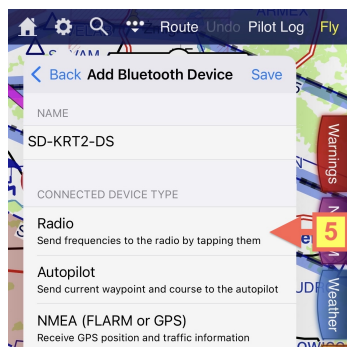 Route Undo Pilot Log Fly
Back Add Bluetooth Device Save
NAME
SD-KRT2-DS
CONNECTED DEVICE TYPE
Radio
Send frequencies to the radio by tapping them
5
Autopilot
Send current waypoint and course to the autopilot
NMEA (FLARM or GPS)
Receive GPS position and traffic information
Warnings
Weather